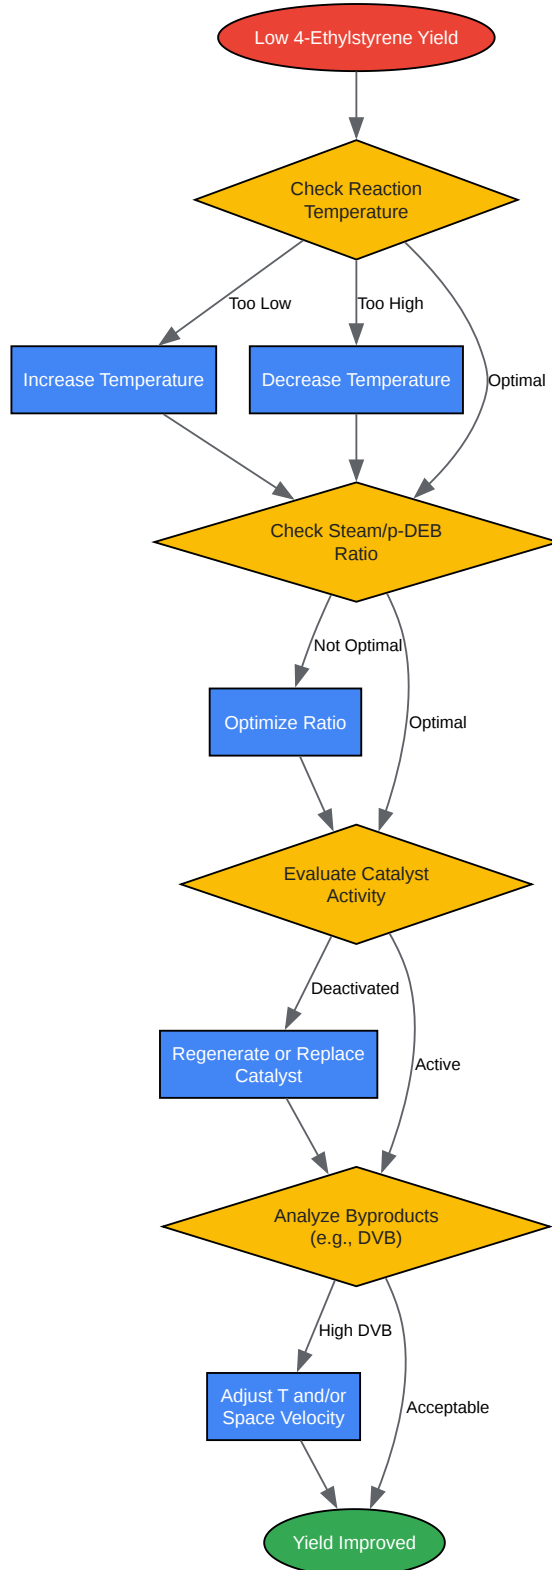 Low 4-Ethylstyrene Yield
Check Reaction
Temperature
Too Low
Too High
Increase Temperature
Decrease Temperature
Optimal
Check Steam/p-DEB
Ratio
Not Optimal
Optimize Ratio
Optimal
Evaluate Catalyst
Activity
Deactivated
Regenerate or Replace
Catalyst
Active
Analyze Byproducts
(e.g., DVB)
High DVB
Adjust T and/or
Space Velocity
Acceptable
Yield Improved